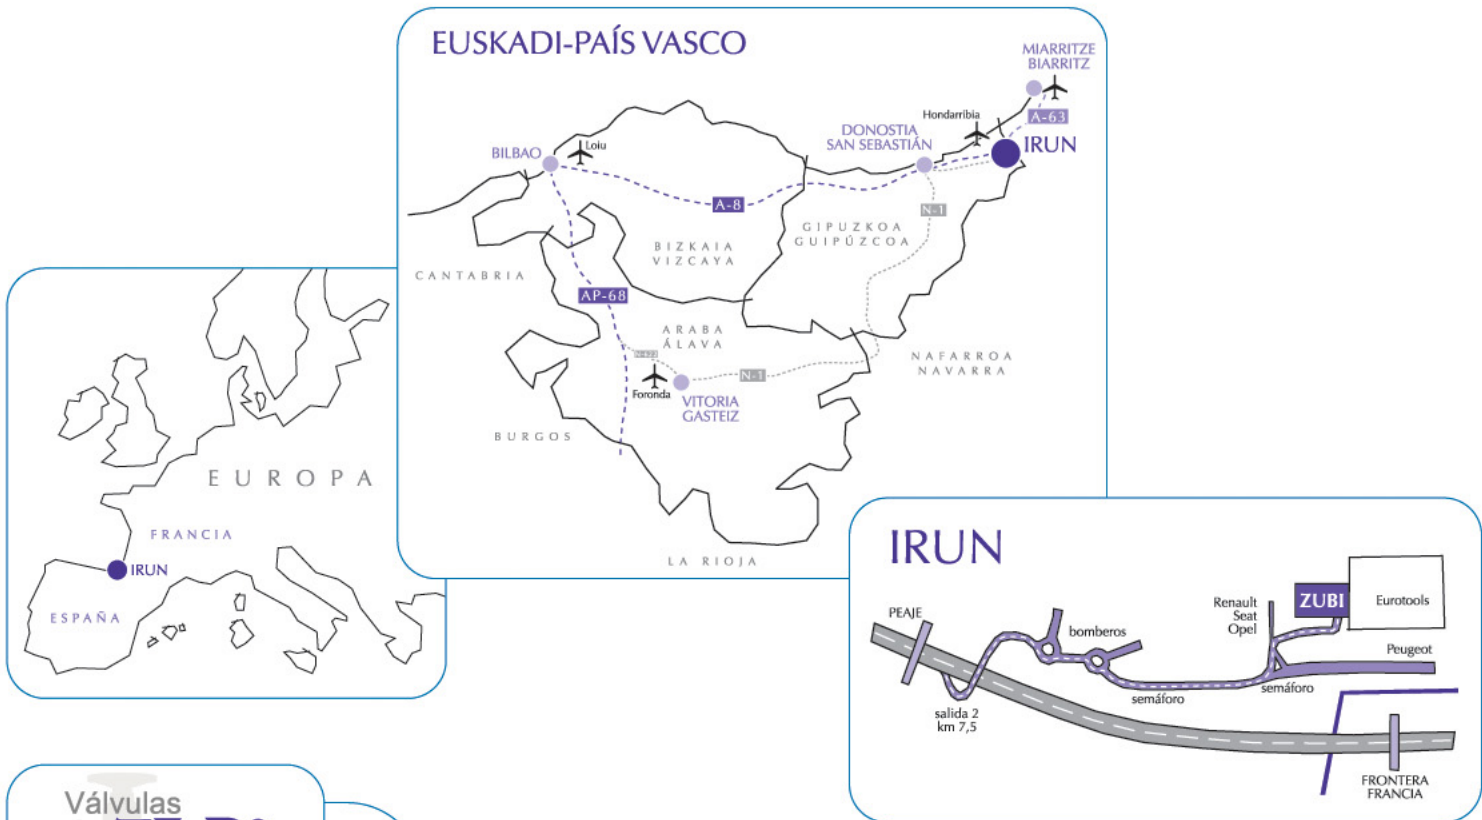 EUSKADI-PAÍS VASCO
MIARRITZE
BIARRITZ
A-63
Hondarribia
IRUN
DONOSTIA
SAN SEBASTIÁN
Loiu
BILBAO
A-8
N-1
GIPUZKOA
GUIPÚZCOA
BIZKAIA
VIZCAYA
CANTABRIA
AP-68
ARABA
ÁLAVA
NAFARROA
NAVARRA
N-1
Foronda
VITORIA
GASTEIZ
BURGOS
LA RIOJA
EUROPA
FRANCIA
IRUN
ESPAÑA
IRUN
PEAJE
bomberos
Renault
Seat
Opel
ZUBI
Eurotools
Peugeot
semáforo
semáforo
salida 2
km 7,5
FRONTERA
FRANCIA
Válvulas